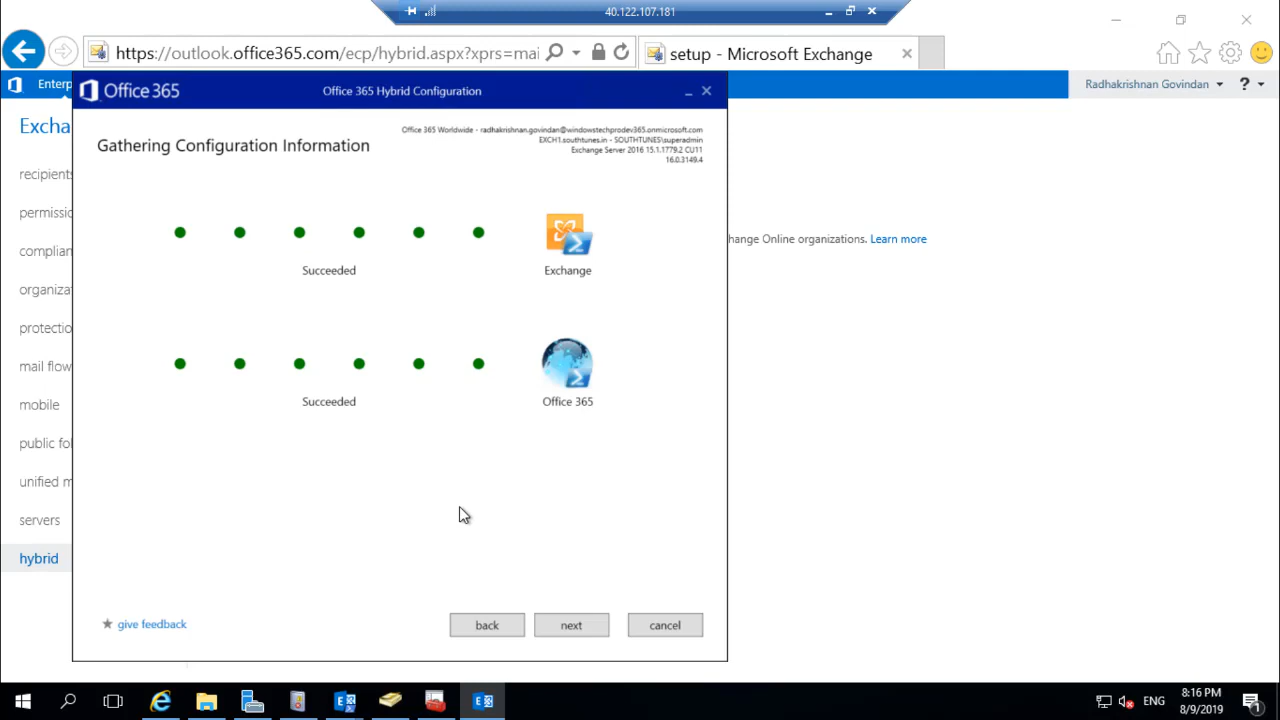 40.122.107.181
https://outlook.office365.com/ecp/hybrid.aspx?xprs=mai
setup - Microsoft Exchange
Enterp
Radhakrishnan Govindan
?
Office 365
Office 365 Hybrid Configuration
Excha
Gathering Configuration Information
Office 365 Worldwide - radhakrishnan.govindan@windowstechprodev365.onmicrosoft.com
EXCH1.southtunes.in - SOUTHTUNES\superadmin
Exchange Server 2016 15.1.1779.2 CU11
16.0.3149.4
recipients
permissio
complian
organiza
protectio
mail flow
mobile
public fol
unified m
servers
hybrid
hange Online organizations. Learn more
Succeeded
Exchange
Succeeded
Office 365
give feedback
back
next
cancel
ENG
8:16 PM
8/9/2019
1